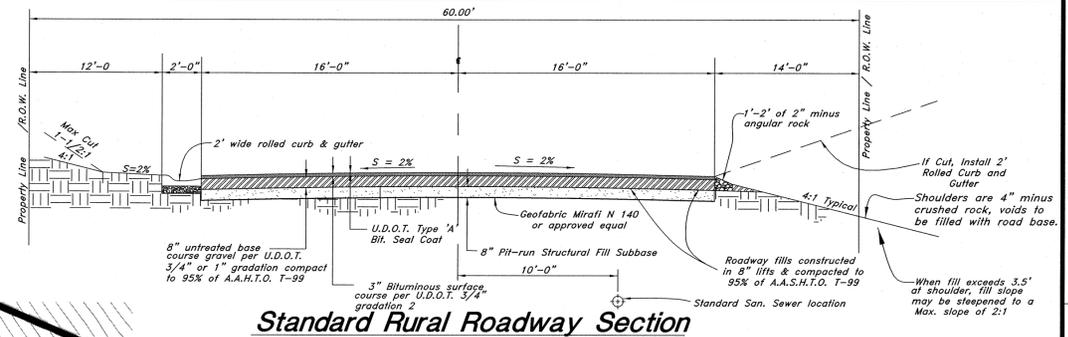 60.00'
12'-0
2'-0"
16'-0"
16'-0"
14'-0"
Property Line /R.O.W. Line
Property Line / R.O.W. Line
Max Cut
1-1/2:1
4:1
S=2%
2' wide rolled curb & gutter
S = 2%
S = 2%
1'-2' of 2" minus
angular rock
If Cut, Install 2'
Rolled Curb and
Gutter
4:1 Typical
Shoulders are 4" minus
crushed rock, voids to
be filled with road base.
Geofabric Mirafi N 140
or approved equal
U.D.O.T. Type 'A'
Bit. Seal Coat
8" untreated base
course gravel per U.D.O.T.
3/4" or 1" gradation compact
to 95% of A.A.H.T.O. T-99
8" Pit-run Structural Fill Subbase
Roadway fills constructed
in 8" lifts & compacted to
95% of A.A.S.H.T.O. T-99
10'-0"
3" Bituminous surface
course per U.D.O.T. 3/4"
gradation 2
When fill exceeds 3.5'
at shoulder, fill slope
may be steepened to a
Max. slope of 2:1
Standard San. Sewer location
Standard Rural Roadway Section